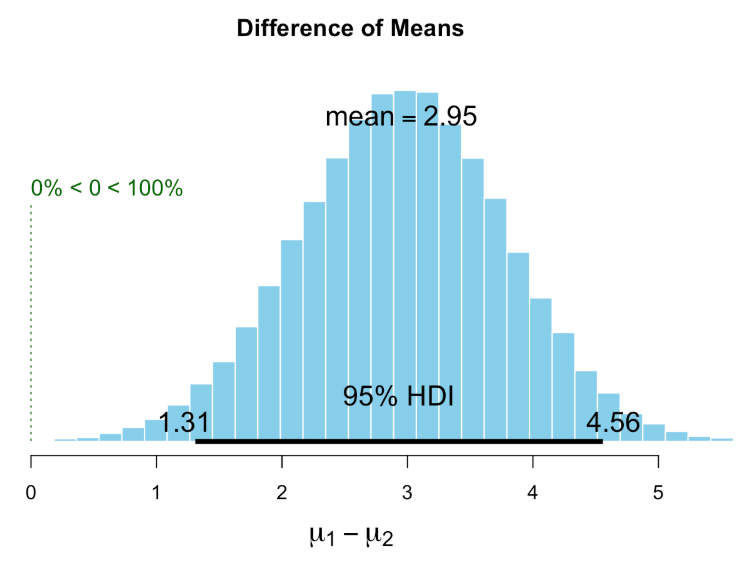 Difference of Means
mean = 2.95
0% < 0 < 100%
95% HDI
1.31
4.56
0 1 2 3 4 5
μ1 − μ2